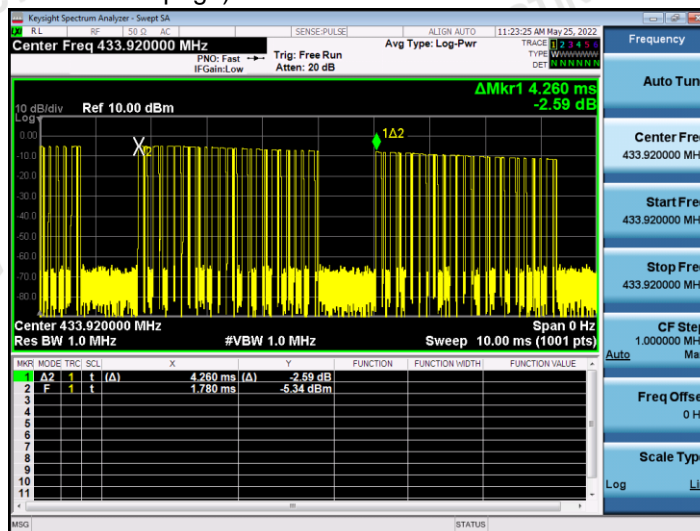 Keysight Spectrum Analyzer - Swept SA
RL RF 50 Ω AC SENSE:PULSE ALIGN AUTO 11:23:25 AM May 25, 2022
Center Freq 433.920000 MHz Avg Type: Log-Pwr TRACE 1 2 3 4 5 6
PNO: Fast Trig: Free Run TYPE WWWWWW
IFGain:Low Atten: 20 dB DET N N N N N N
ΔMkr1 4.260 ms
10 dB/div Ref 10.00 dBm -2.59 dB
Log
0.00
-10.0
-20.0
-30.0
-40.0
-50.0
-60.0
-70.0
-80.0
X2
1Δ2
Center 433.920000 MHz Span 0 Hz
Res BW 1.0 MHz #VBW 1.0 MHz Sweep 10.00 ms (1001 pts)
MKR MODE TRC SCL X Y FUNCTION FUNCTION WIDTH FUNCTION VALUE
1 Δ2 1 t (Δ) 4.260 ms (Δ) -2.59 dB
2 F 1 t 1.780 ms -5.34 dBm
3
4
5
6
7
8
9
10
11
MSG STATUS
Frequency
Auto Tun
Center Fre
433.920000 MH
Start Fre
433.920000 MH
Stop Fre
433.920000 MH
CF Step
1.000000 MH
Auto Ma
Freq Offse
0 H
Scale Type
Log Li